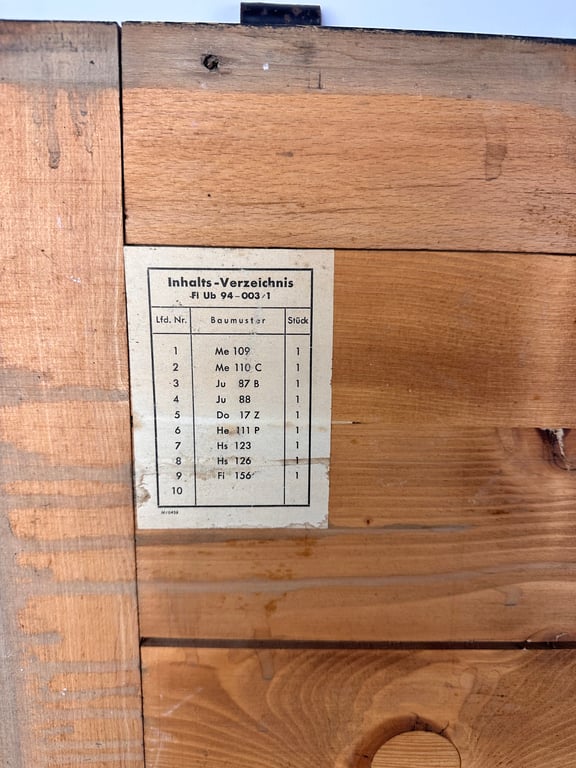 Inhalts-Verzeichnis
Fl Ub 94-003/1
Lfd. Nr. Baumuster Stück
1 Me 109 1
2 Me 110 C 1
3 Ju 87 B 1
4 Ju 88 1
5 Do 17 Z 1
6 He 111 P 1
7 Hs 123 1
8 Hs 126 1
9 Fi 156 1
10